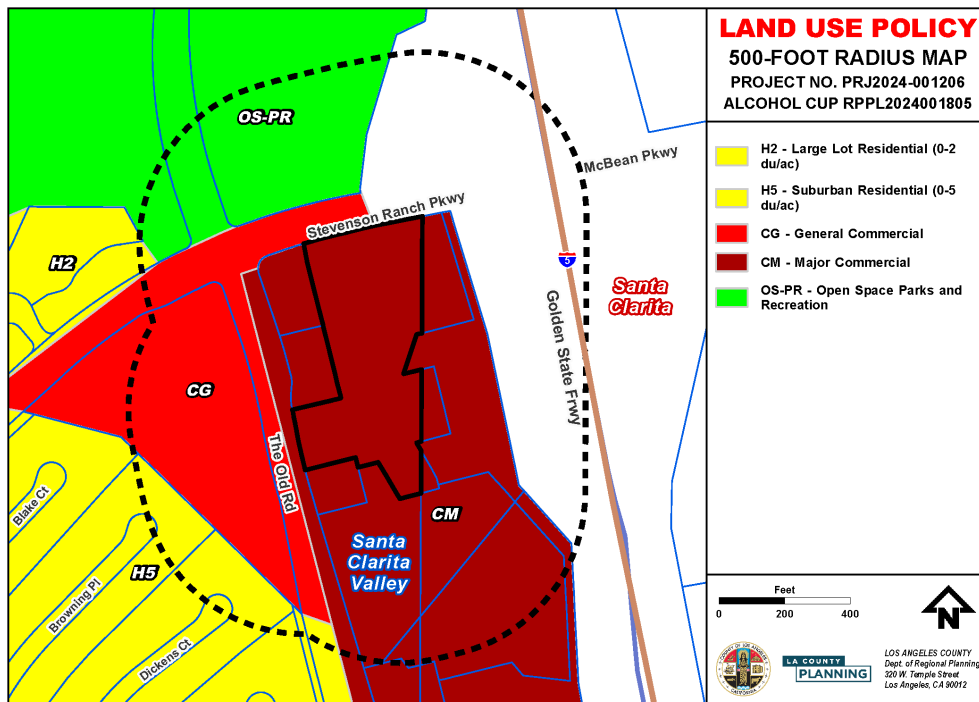 LAND USE POLICY
500-FOOT RADIUS MAP
PROJECT NO. PRJ2024-001206
ALCOHOL CUP RPPL2024001805
H2 - Large Lot Residential (0-2
du/ac)
H5 - Suburban Residential (0-5
du/ac)
CG - General Commercial
CM - Major Commercial
OS-PR - Open Space Parks and
Recreation
OS-PR
McBean Pkwy
Stevenson Ranch Pkwy
H2
5
Santa
Clarita
Golden State Frwy
CG
The Old Rd
Blake Ct
CM
Santa
Clarita
Valley
H5
Browning Pl
Dickens Ct
Feet
0 200 400
N
LA COUNTY
PLANNING
LOS ANGELES COUNTY
Dept. of Regional Planning
320 W. Temple Street
Los Angeles, CA 90012